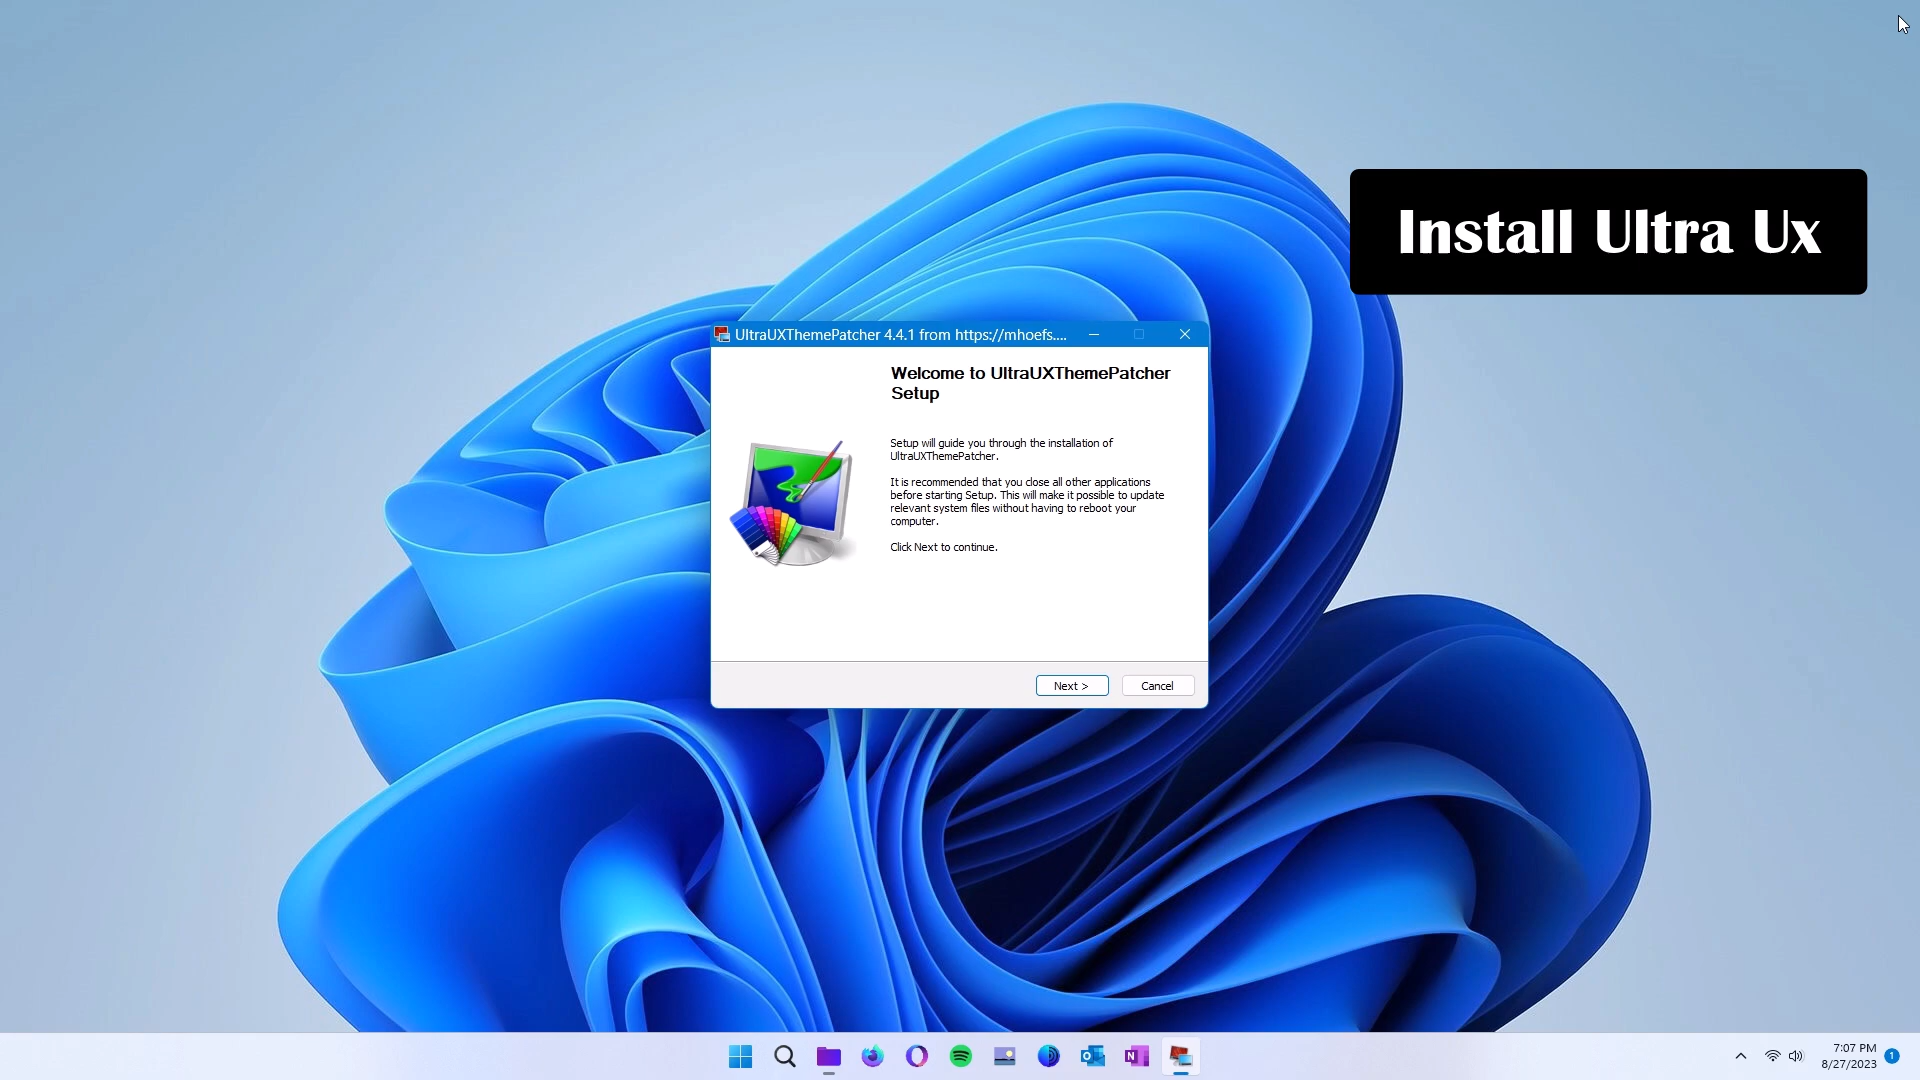 Install Ultra Ux
UltraUXThemePatcher 4.4.1 from https://mhoefs....
Welcome to UltraUXThemePatcher
Setup
Setup will guide you through the installation of
UltraUXThemePatcher.
It is recommended that you close all other applications
before starting Setup. This will make it possible to update
relevant system files without having to reboot your
computer.
Click Next to continue.
Next >
Cancel
7:07 PM
8/27/2023
1